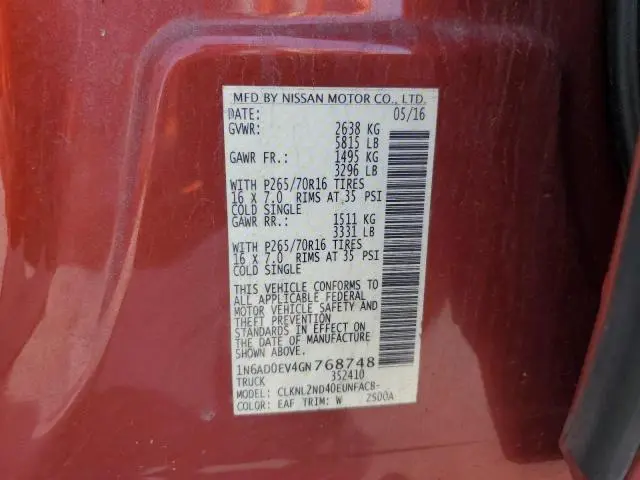 MFD BY NISSAN MOTOR CO., LTD.
DATE: 05/16
GVWR: 2638 KG
5815 LB
GAWR FR.: 1495 KG
3296 LB
WITH P265/70R16 TIRES
16 X 7.0 RIMS AT 35 PSI
COLD SINGLE
GAWR RR.: 1511 KG
3331 LB
WITH P265/70R16 TIRES
16 X 7.0 RIMS AT 35 PSI
COLD SINGLE
THIS VEHICLE CONFORMS TO
ALL APPLICABLE FEDERAL
MOTOR VEHICLE SAFETY AND
THEFT PREVENTION
STANDARDS IN EFFECT ON
THE DATE OF MANUFACTURE
SHOWN ABOVE.
1N6AD0EV4GN768748
TRUCK 352410
MODEL: CLKNLZND40EUNFAC8-
COLOR: EAF TRIM: W ZS00A